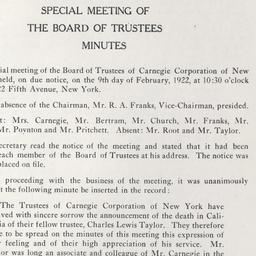 SPECIAL MEETING OF
THE BOARD OF TRUSTEES
MINUTES
ial meeting of the Board of Trustees of Carnegie Corporation of New
held, on due notice, on the 9th day of February, 1922, at 10:30 o'clock
22 Fifth Avenue, New York.
absence of the Chairman, Mr. R. A. Franks, Vice-Chairman, presided.
t: Mrs. Carnegie, Mr. Bertram, Mr. Church, Mr. Franks, Mr.
Mr. Poynton and Mr. Pritchett. Absent: Mr. Root and Mr. Taylor.
ecretary read the notice of the meeting and stated that it had been
each member of the Board of Trustees at his address. The notice was
placed on file.
proceeding with the business of the meeting, it was unanimously
at the following minute be inserted in the record:
The Trustees of Carnegie Corporation of New York have
ived with sincere sorrow the announcement of the death in Cali-
ia of their fellow trustee, Charles Lewis Taylor. They therefore
e to be spread on the minutes of this meeting this expression of
r feeling and of their high appreciation of his service. Mr.
lor was long an associate and colleague of Mr. Carnegie in the